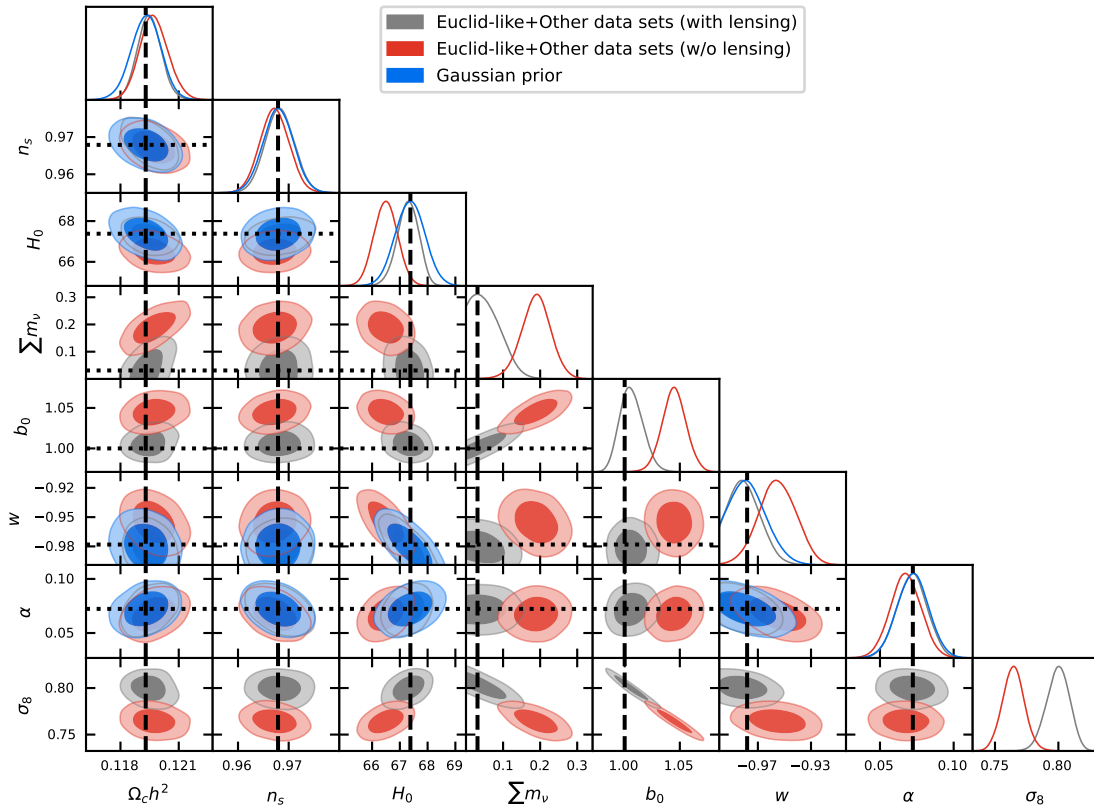 Euclid-like+Other data sets (with lensing)
Euclid-like+Other data sets (w/o lensing)
Gaussian prior
n_s
0.97
0.96
H_0
68
66
∑m_ν
0.3
0.2
0.1
b_0
1.05
1.00
w
−0.92
−0.95
−0.98
α
0.10
0.05
σ_8
0.80
0.75
0.118 0.121 0.96 0.97 66 67 68 69 0.1 0.2 0.3 1.00 1.05 −0.97 −0.93 0.05 0.10 0.75 0.80
Ω_c h² n_s H_0 ∑m_ν b_0 w α σ_8